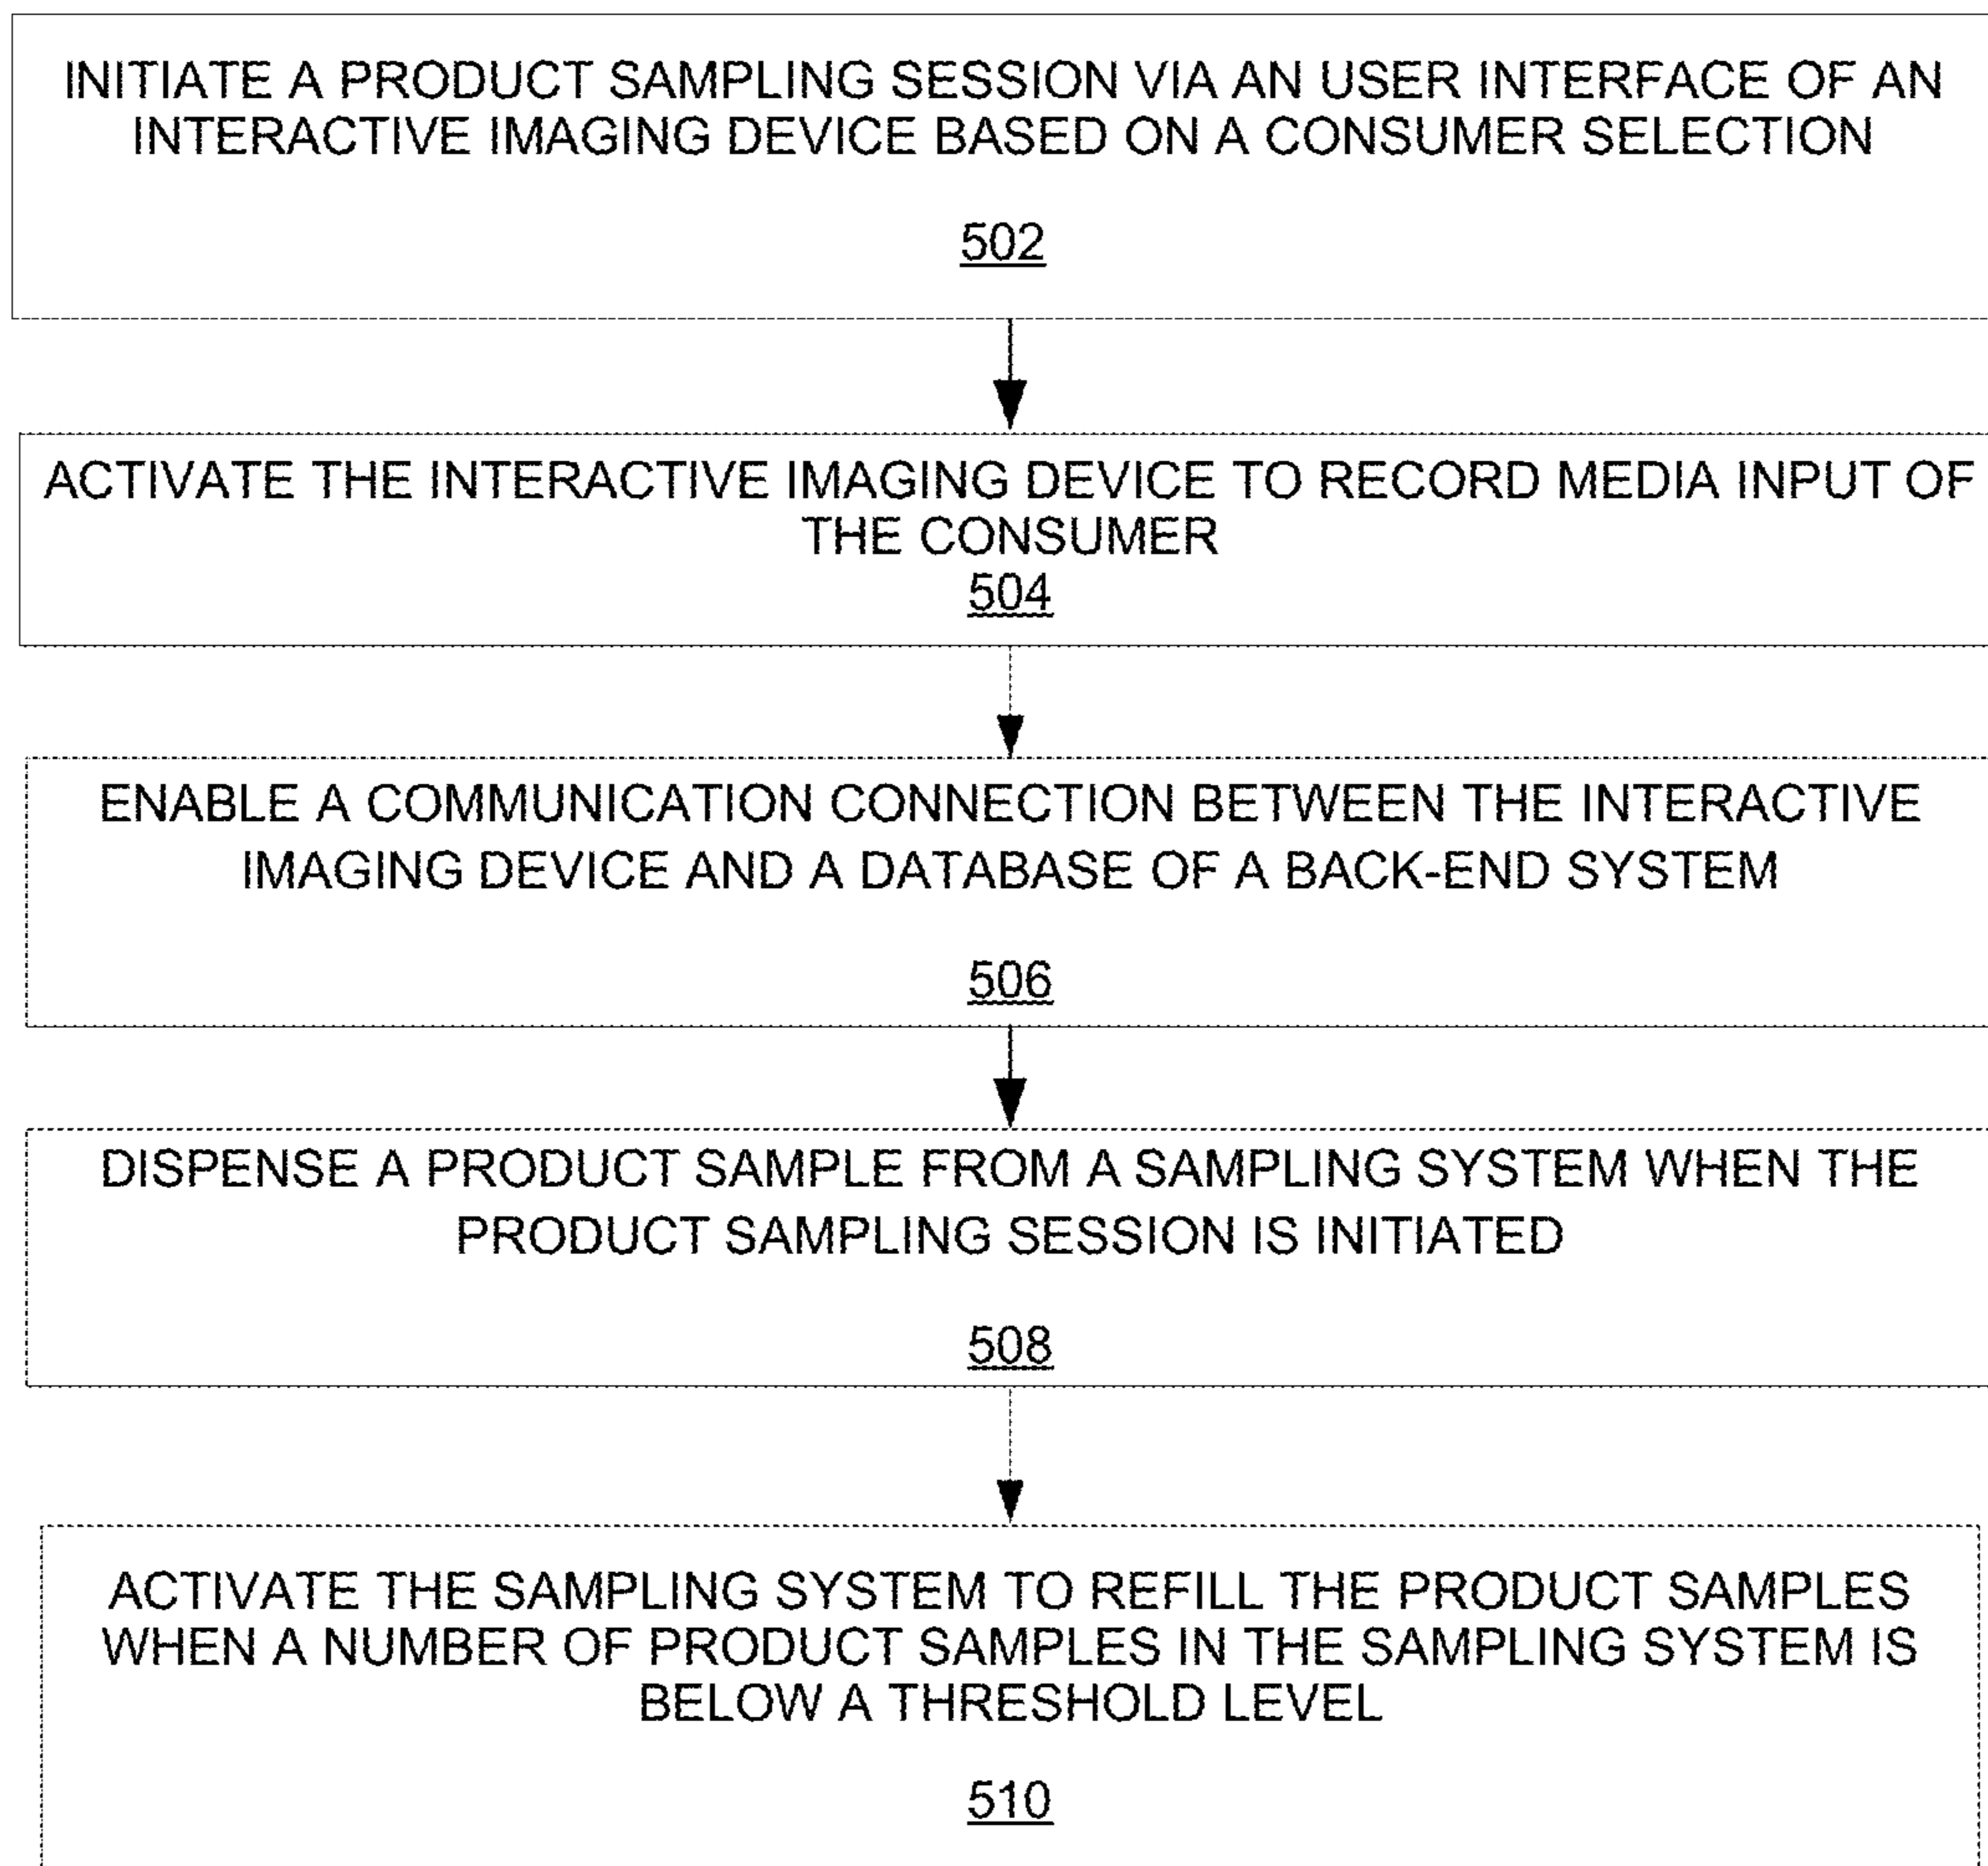 INITIATE A PRODUCT SAMPLING SESSION VIA AN USER INTERFACE OF AN
INTERACTIVE IMAGING DEVICE BASED ON A CONSUMER SELECTION
502
ACTIVATE THE INTERACTIVE IMAGING DEVICE TO RECORD MEDIA INPUT OF
THE CONSUMER
504
ENABLE A COMMUNICATION CONNECTION BETWEEN THE INTERACTIVE
IMAGING DEVICE AND A DATABASE OF A BACK-END SYSTEM
506
DISPENSE A PRODUCT SAMPLE FROM A SAMPLING SYSTEM WHEN THE
PRODUCT SAMPLING SESSION IS INITIATED
508
ACTIVATE THE SAMPLING SYSTEM TO REFILL THE PRODUCT SAMPLES
WHEN A NUMBER OF PRODUCT SAMPLES IN THE SAMPLING SYSTEM IS
BELOW A THRESHOLD LEVEL
510